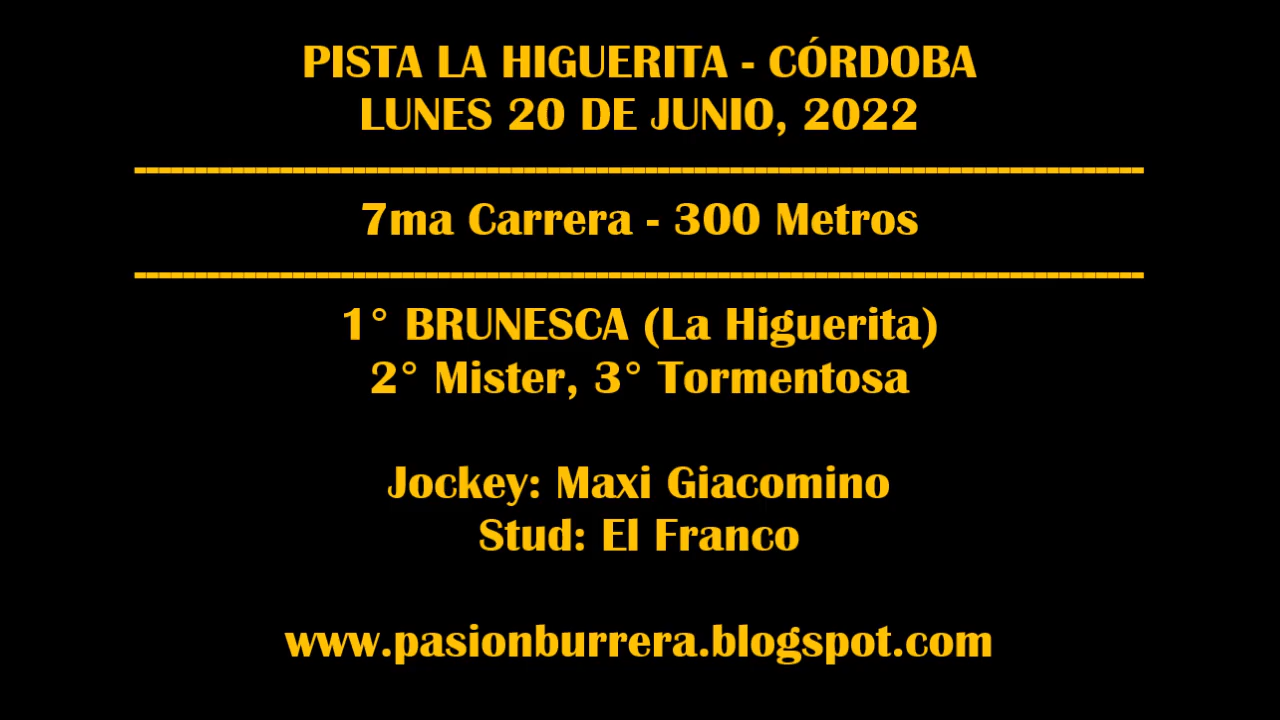 PISTA LA HIGUERITA - CÓRDOBA
LUNES 20 DE JUNIO, 2022
7ma Carrera - 300 Metros
1° BRUNESCA (La Higuerita)
2° Mister, 3° Tormentosa
Jockey: Maxi Giacomino
Stud: El Franco
www.pasionburrera.blogspot.com